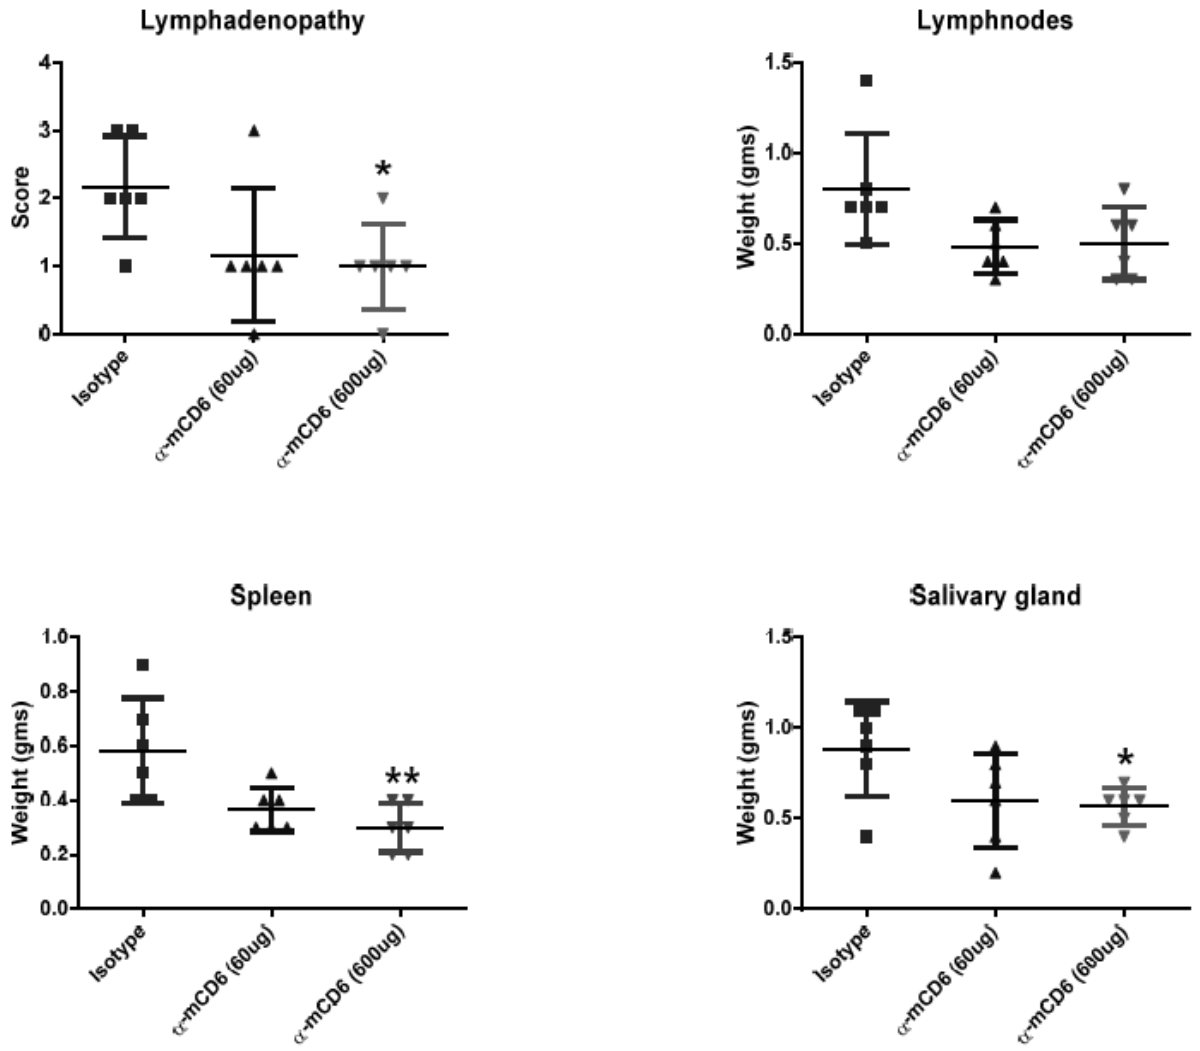 Lymphadenopathy
4
3
2
1
0
Score
*
Isotype
α-mCD6 (60ug)
α-mCD6 (600ug)
Lymphnodes
1.5
1.0
0.5
0.0
Weight (gms)
Isotype
α-mCD6 (60ug)
α-mCD6 (600ug)
Spleen
1.0
0.8
0.6
0.4
0.2
0.0
Weight (gms)
**
Isotype
α-mCD6 (60ug)
α-mCD6 (600ug)
Salivary gland
1.5
1.0
0.5
0.0
Weight (gms)
*
Isotype
α-mCD6 (60ug)
α-mCD6 (600ug)